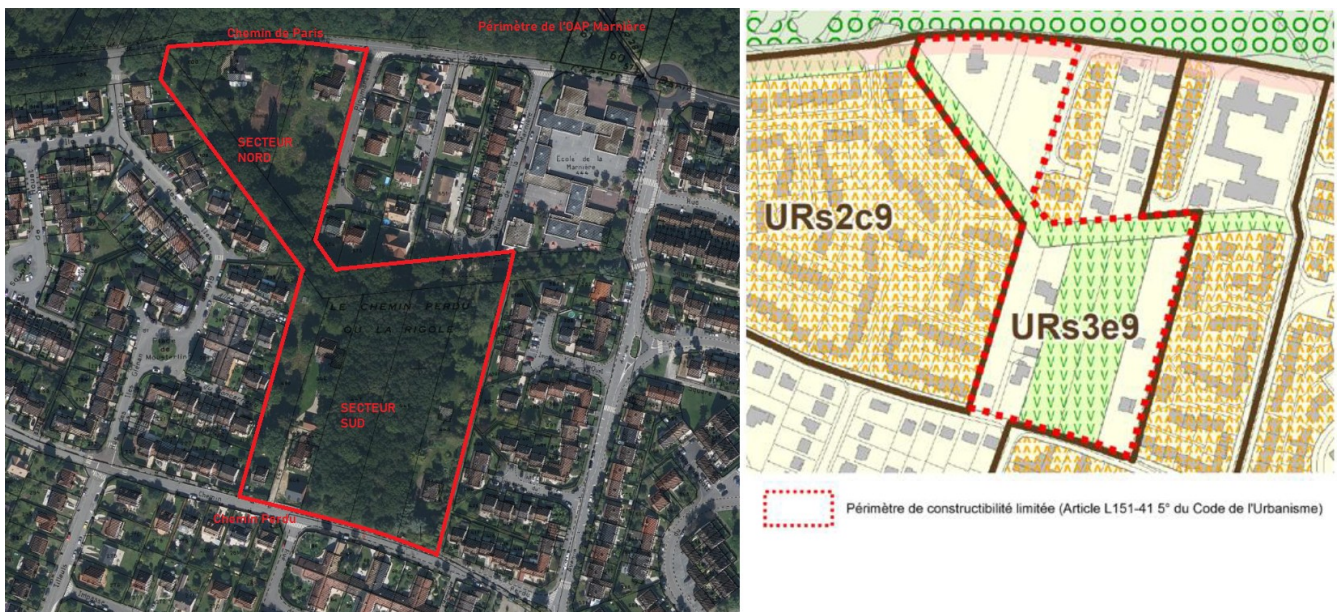 Chemin de Paris
Périmètre de l'OAP Marnière
SECTEUR
NORD
Ecole de la
Marnière
444
LE CHEMIN PERDU
OU LA RIGOLE
SECTEUR
SUD
Chemin Perdu
URs2c9
URs3e9
Périmètre de constructibilité limitée (Article L151-41 5° du Code de l'Urbanisme)